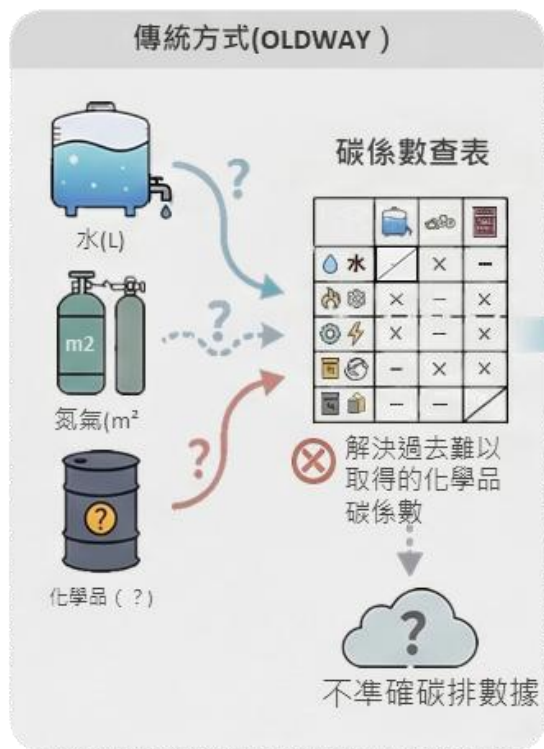 傳統方式(OLDWAY )
碳係數查表
水(L)
水
m2
氮氣(m²
?
?
?
?
化學品 ( ? )
解決過去難以
取得的化學品
碳係數
?
不準確碳排數據